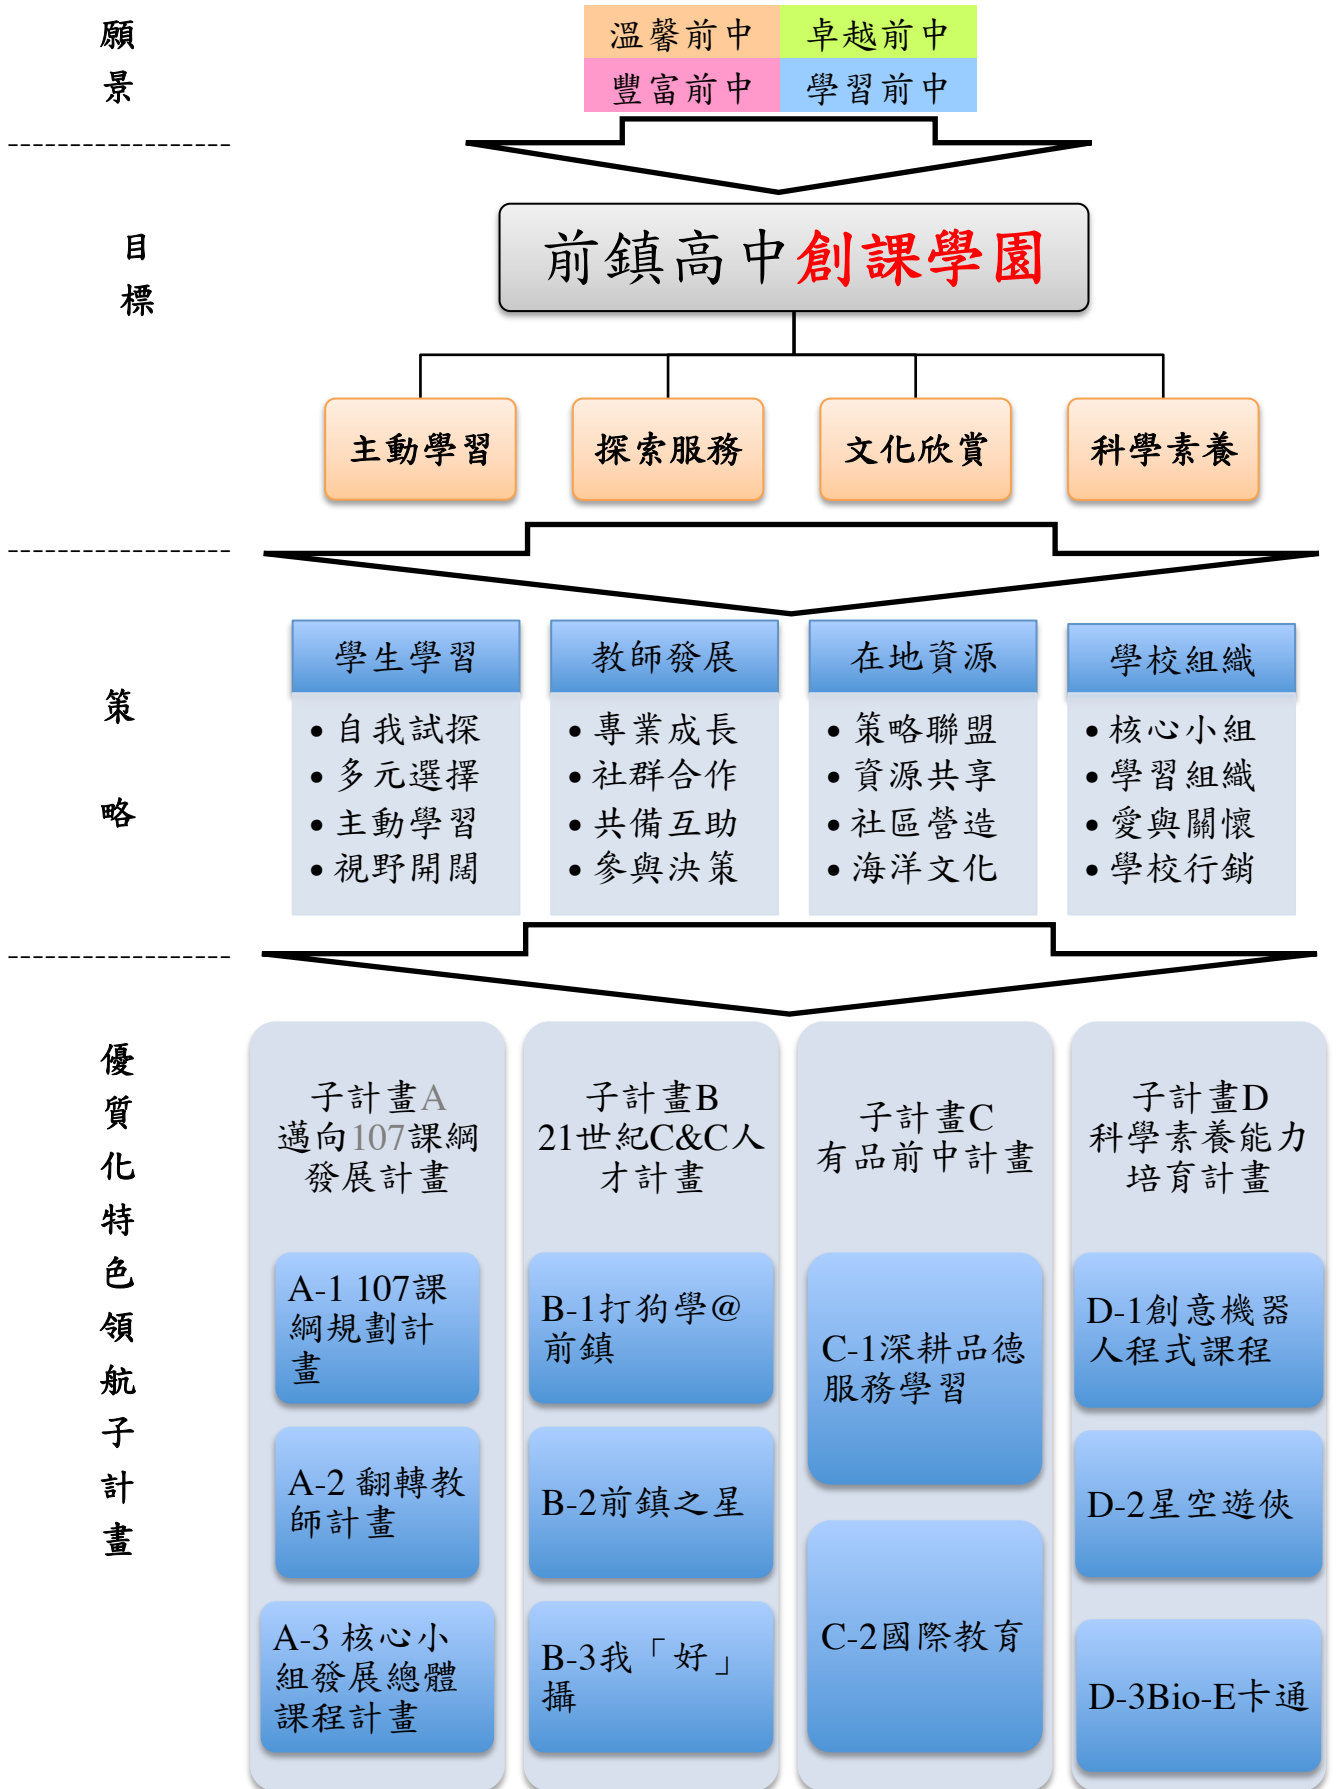 願
景
溫馨前中
卓越前中
豐富前中
學習前中
目
標
前鎮高中創課學園
主動學習
探索服務
文化欣賞
科學素養
策
略
學生學習
• 自我試探
• 多元選擇
• 主動學習
• 視野開闊
教師發展
• 專業成長
• 社群合作
• 共備互助
• 參與決策
在地資源
• 策略聯盟
• 資源共享
• 社區營造
• 海洋文化
學校組織
• 核心小組
• 學習組織
• 愛與關懷
• 學校行銷
優
質
化
特
色
領
航
子
計
畫
子計畫A
邁向107課綱
發展計畫
A-1 107課
綱規劃計
畫
A-2 翻轉教
師計畫
A-3 核心小
組發展總體
課程計畫
子計畫B
21世紀C&C人
才計畫
B-1打狗學@
前鎮
B-2前鎮之星
B-3我「好」
攝
子計畫C
有品前中計畫
C-1深耕品德
服務學習
C-2國際教育
子計畫D
科學素養能力
培育計畫
D-1創意機器
人程式課程
D-2星空遊俠
D-3Bio-E卡通